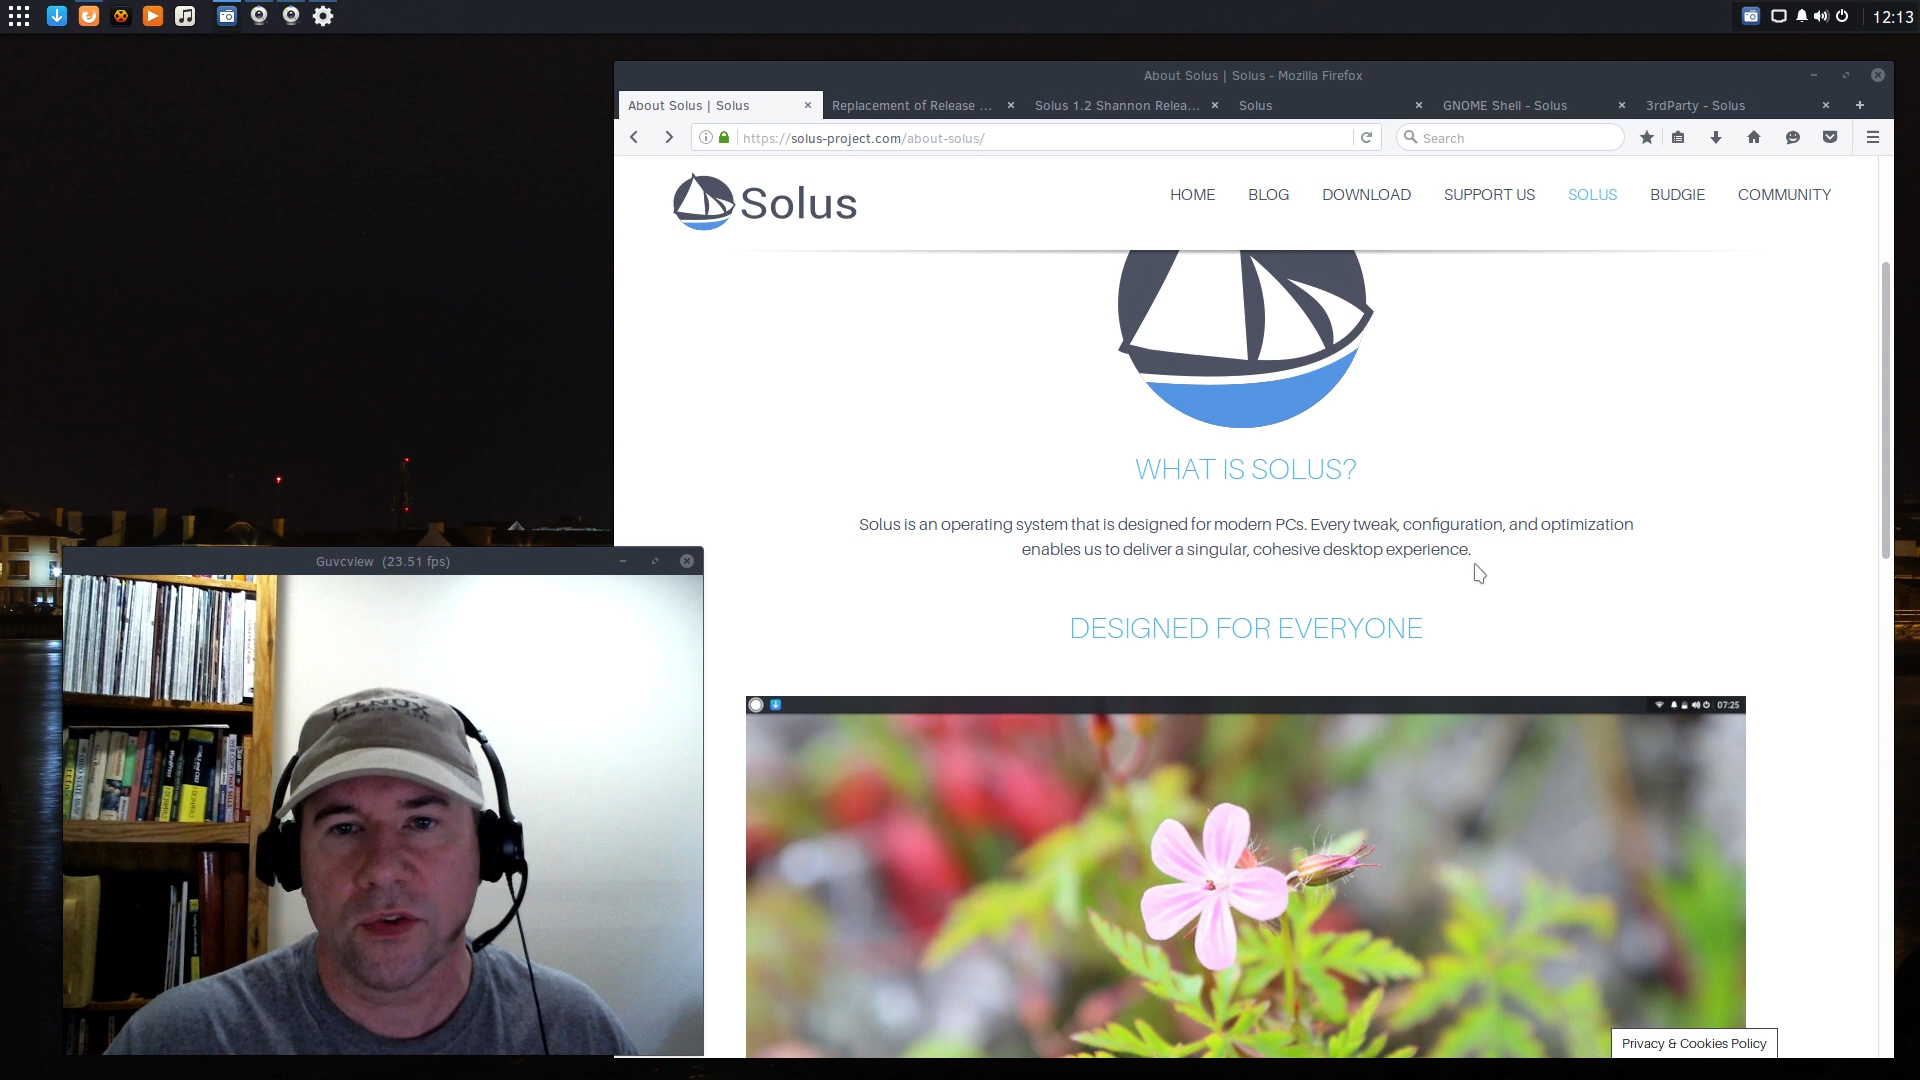 12:13
About Solus | Solus - Mozilla Firefox
About Solus | Solus
Replacement of Release ...
Solus 1.2 Shannon Relea...
Solus
GNOME Shell - Solus
3rdParty - Solus
https://solus-project.com/about-solus/
Search
Solus
HOME
BLOG
DOWNLOAD
SUPPORT US
SOLUS
BUDGIE
COMMUNITY
WHAT IS SOLUS?
Solus is an operating system that is designed for modern PCs. Every tweak, configuration, and optimization
enables us to deliver a singular, cohesive desktop experience.
DESIGNED FOR EVERYONE
07:25
Privacy & Cookies Policy
Guvcview (23.51 fps)
LINUX